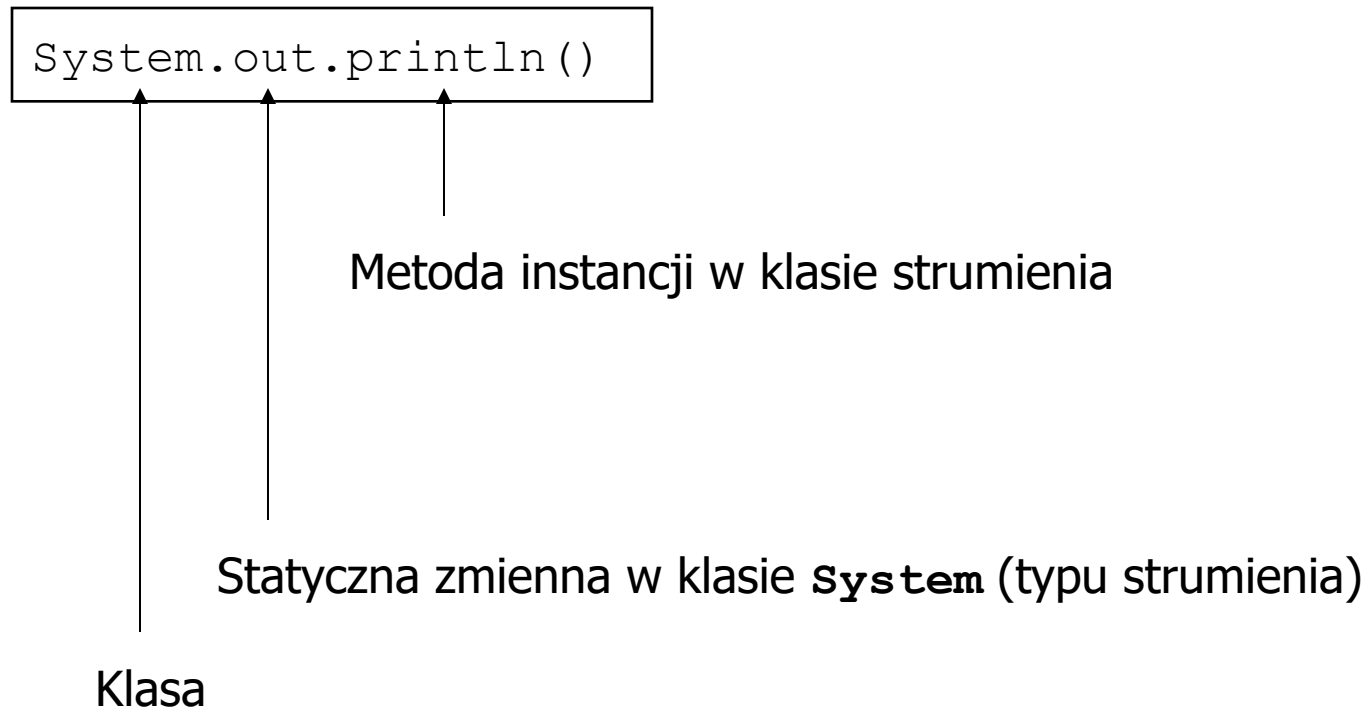 System.out.println()
Metoda instancji w klasie strumienia
Statyczna zmienna w klasie System (typu strumienia)
Klasa